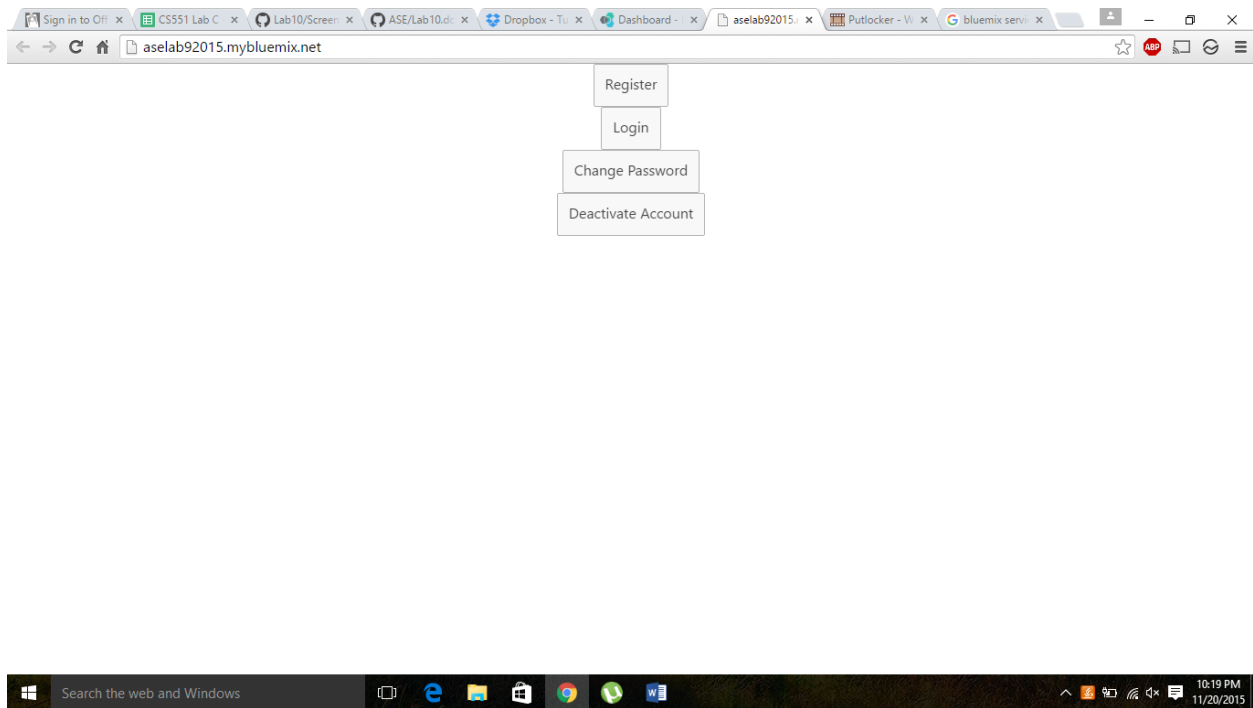 Sign in to Off
CS551 Lab C
Lab10/Screen
ASE/Lab10.dc
Dropbox - Tu
Dashboard -
aselab92015.
Putlocker - W
bluemix servi
aselab92015.mybluemix.net
ABP
Register
Login
Change Password
Deactivate Account
Search the web and Windows
10:19 PM
11/20/2015